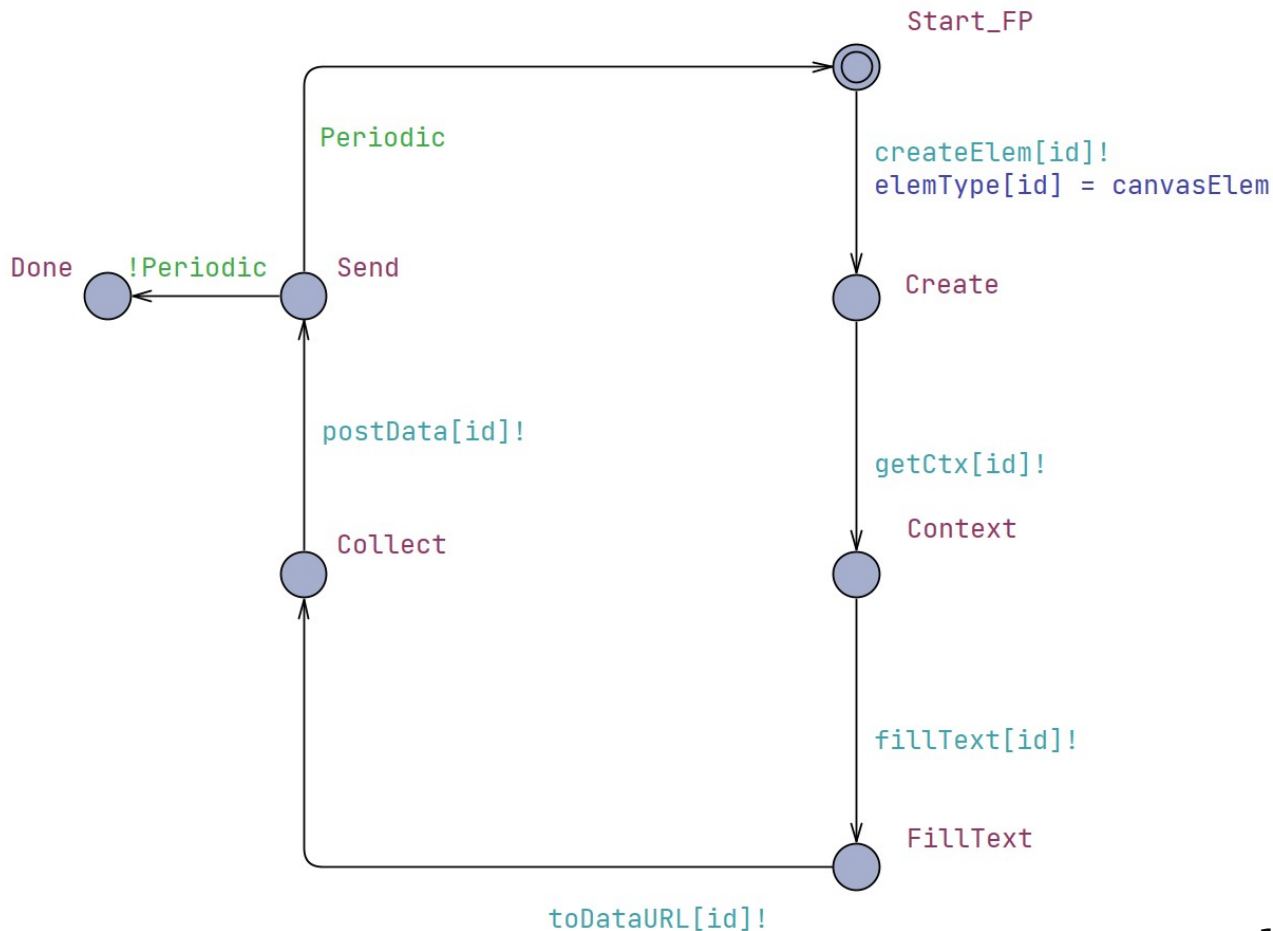 Start_FP
Periodic
createElem[id]!
elemType[id] = canvasElem
Done
!Periodic
Send
Create
postData[id]!
getCtx[id]!
Context
Collect
fillText[id]!
FillText
toDataURL[id]!